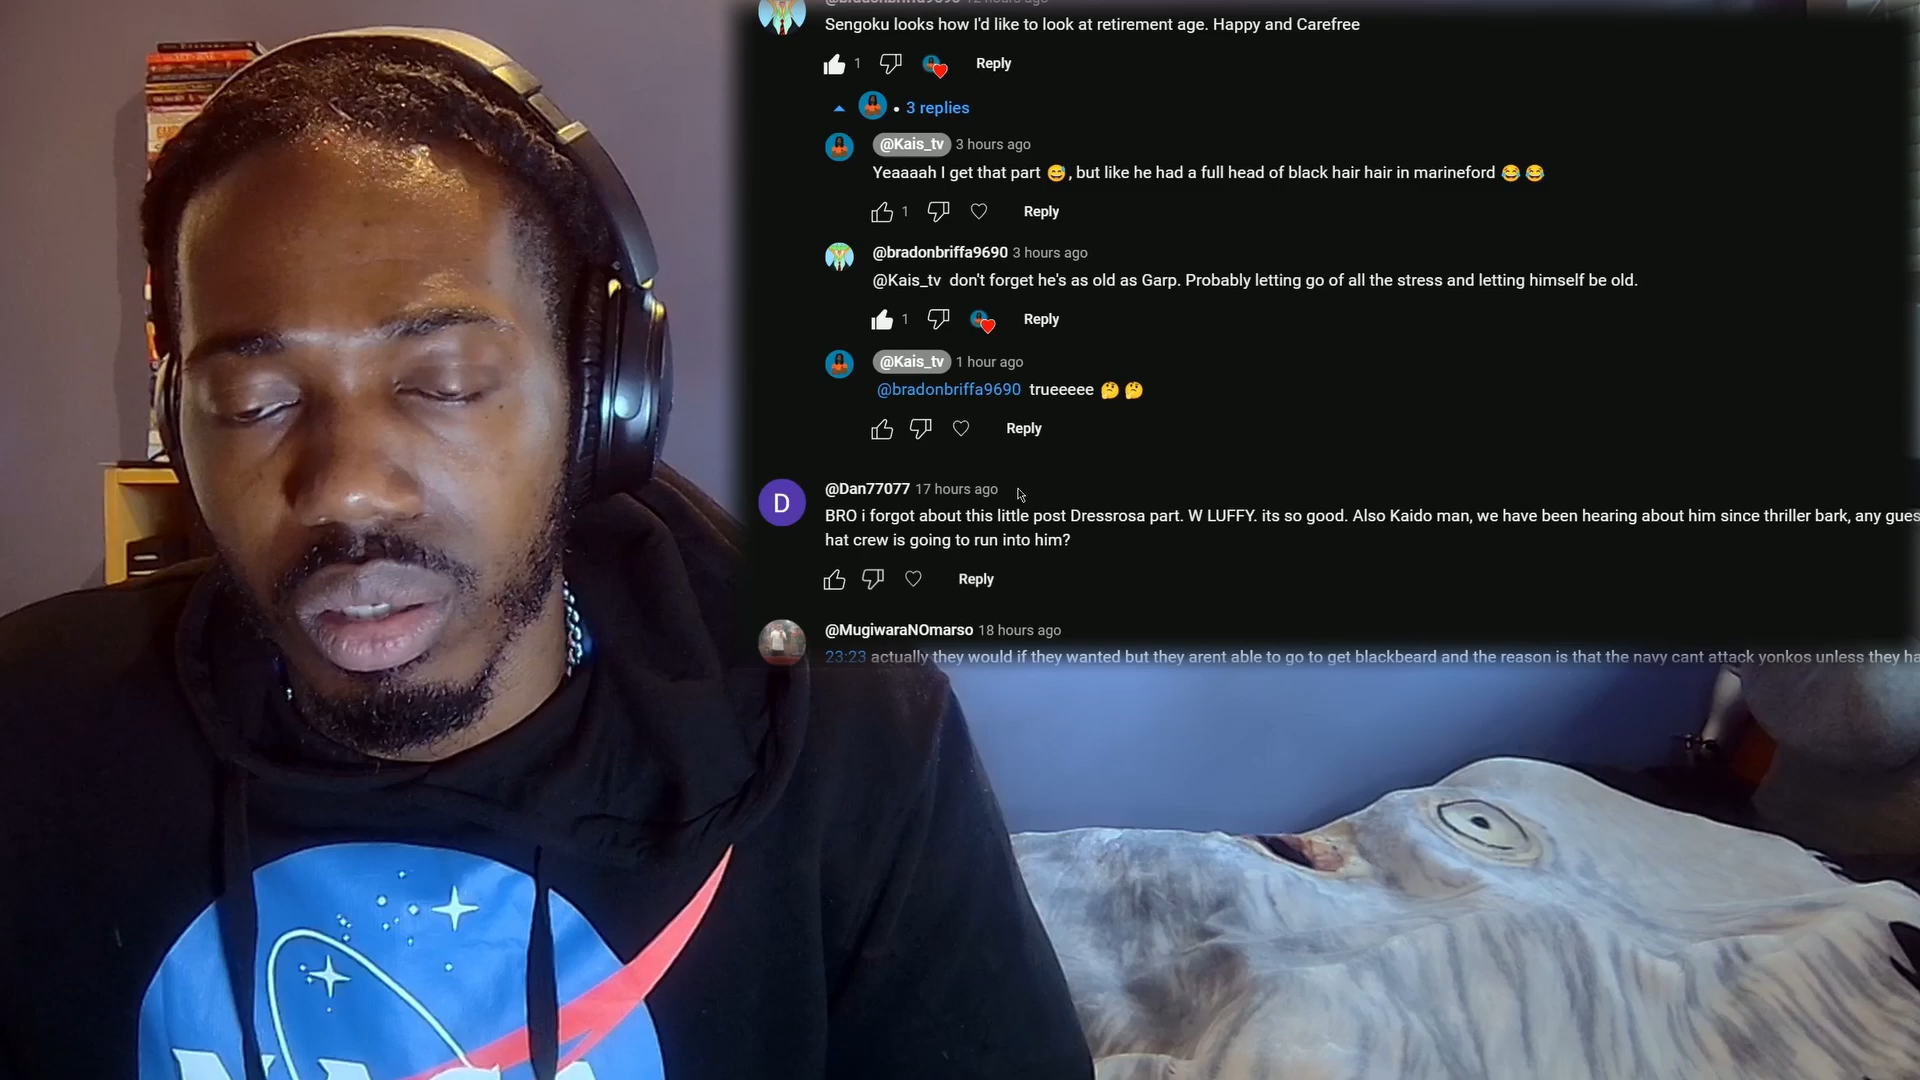 Sengoku looks how I'd like to look at retirement age. Happy and Carefree
1 Reply
• 3 replies
@Kais_tv 3 hours ago
Yeaaaah I get that part 😅, but like he had a full head of black hair hair in marineford 😂😂
1 Reply
@bradonbriffa9690 3 hours ago
@Kais_tv don't forget he's as old as Garp. Probably letting go of all the stress and letting himself be old.
1 Reply
@Kais_tv 1 hour ago
@bradonbriffa9690 trueeeee 🤔🤔
Reply
D
@Dan77077 17 hours ago
BRO i forgot about this little post Dressrosa part. W LUFFY. its so good. Also Kaido man, we have been hearing about him since thriller bark, any
hat crew is going to run into him?
Reply
@MugiwaraNOmarso 18 hours ago
23:23 actually they would if they wanted but they arent able to go to get blackbeard and the reason is that the navy cant attack yonkos unless they